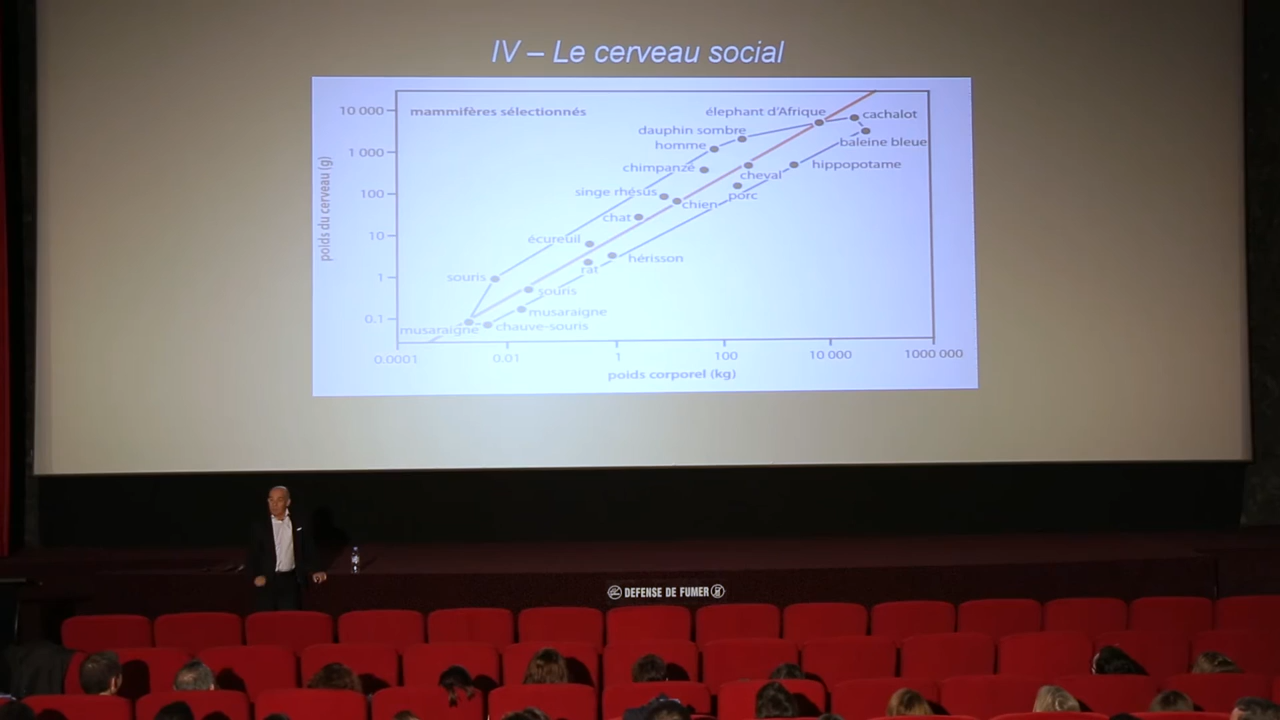 IV – Le cerveau social
mammifères sélectionnés
poids du cerveau (g)
10 000
1 000
100
10
1
0.1
élephant d'Afrique
cachalot
dauphin sombre
homme
baleine bleue
chimpanzé
hippopotame
cheval
singe rhésus
porc
chien
chat
écureuil
hérisson
rat
souris
souris
musaraigne
musaraigne
chauve-souris
0.0001
0.01
1
100
10 000
1000 000
poids corporel (kg)
DEFENSE DE FUMER